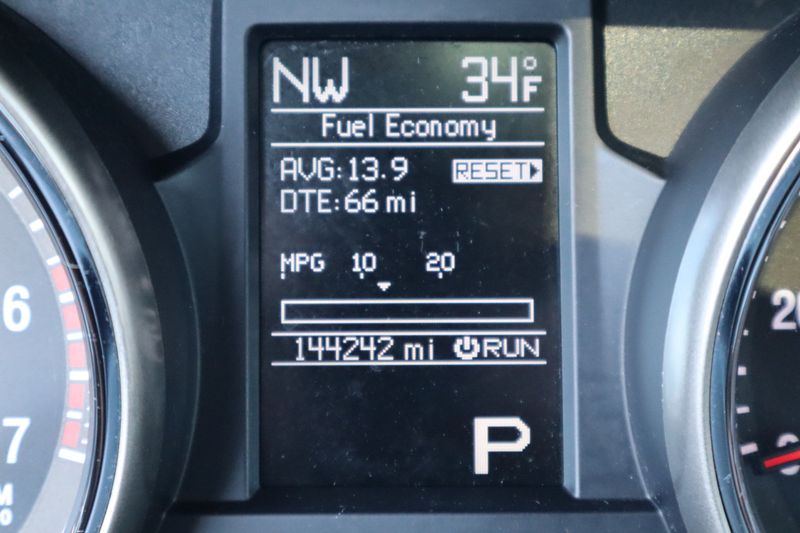 NW 34°F
Fuel Economy
AVG: 13.9 RESET
DTE: 66 mi
MPG 10 20
144242 mi RUN
P
6
7